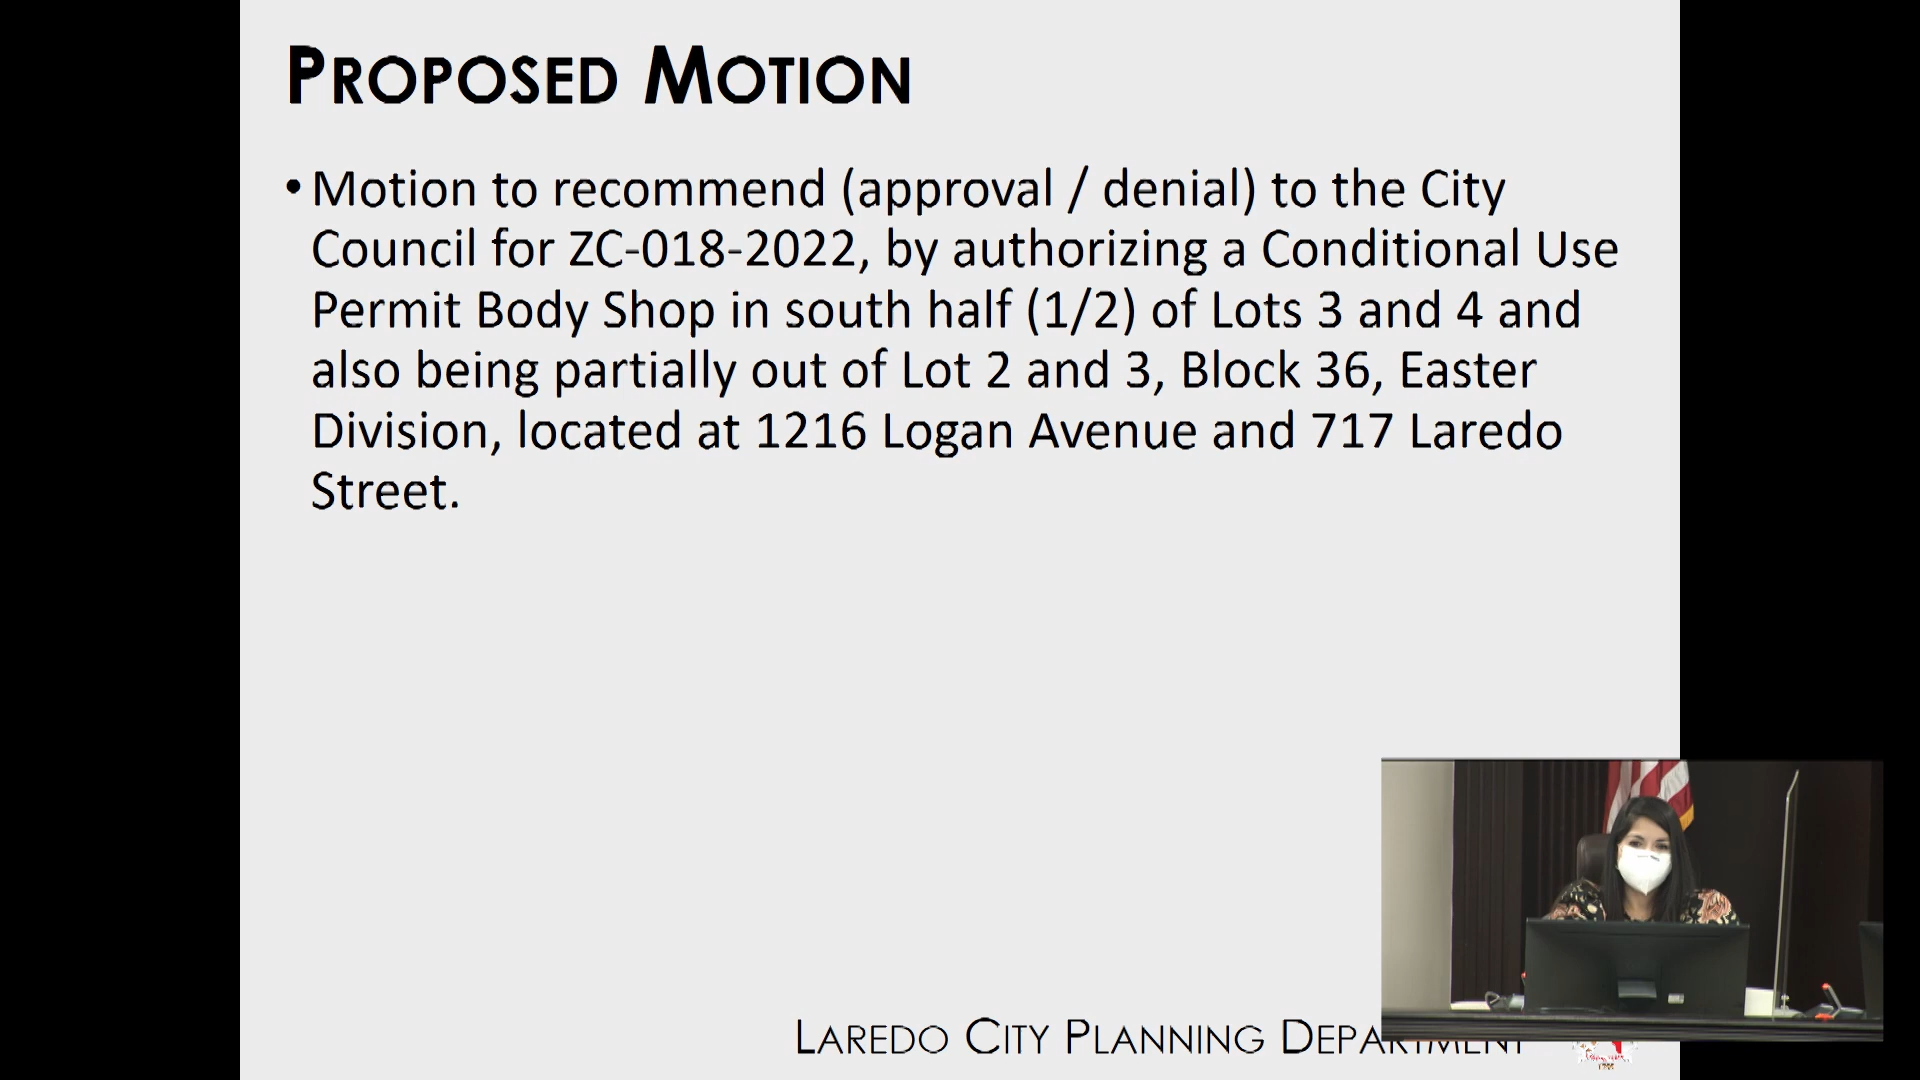 PROPOSED MOTION
• Motion to recommend (approval / denial) to the City
Council for ZC-018-2022, by authorizing a Conditional Use
Permit Body Shop in south half (1/2) of Lots 3 and 4 and
also being partially out of Lot 2 and 3, Block 36, Easter
Division, located at 1216 Logan Avenue and 717 Laredo
Street.
LAREDO CITY PLANNING DEPARTMENT